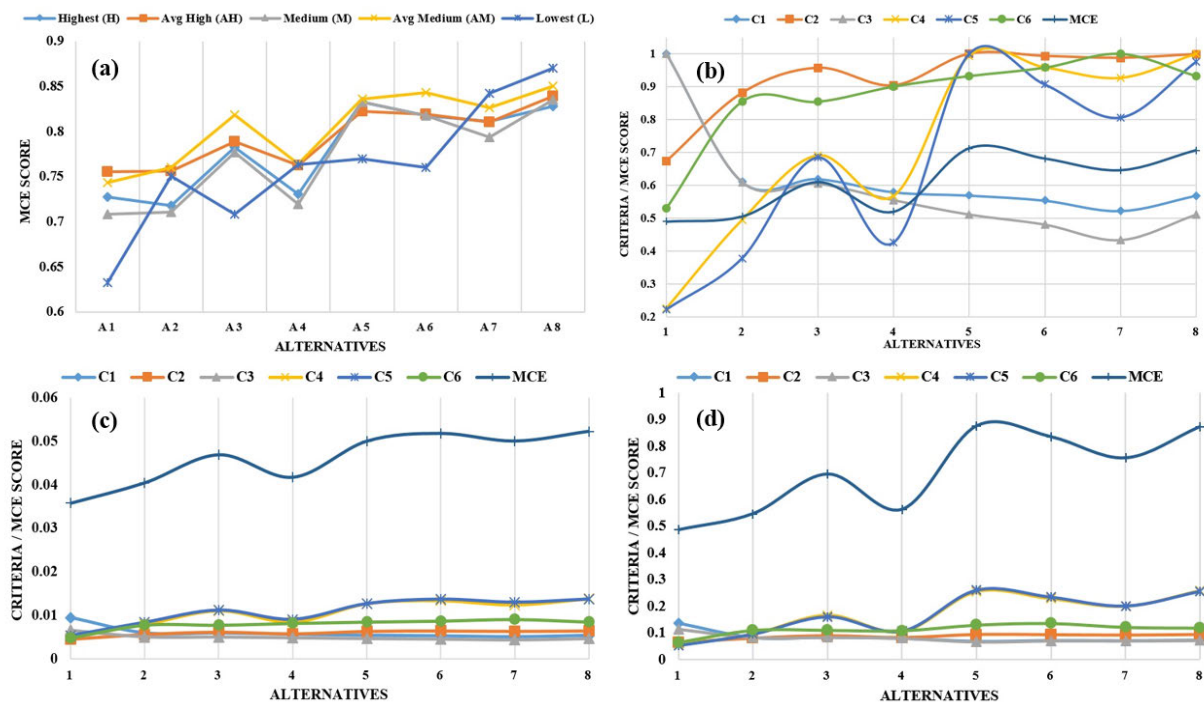 Highest (H) Avg High (AH) Medium (M) Avg Medium (AM) Lowest (L)
(a)
MCE SCORE
0.9
0.85
0.8
0.75
0.7
0.65
0.6
A 1 A 2 A 3 A 4 A 5 A 6 A 7 A 8
ALTERNATIVES
C1 C2 C3 C4 C5 C6 MCE
(b)
CRITERIA / MCE SCORE
1
0.9
0.8
0.7
0.6
0.5
0.4
0.3
0.2
1 2 3 4 5 6 7 8
ALTERNATIVES
C1 C2 C3 C4 C5 C6 MCE
(c)
CRITERIA / MCE SCORE
0.06
0.05
0.04
0.03
0.02
0.01
0
1 2 3 4 5 6 7 8
ALTERNATIVES
C1 C2 C3 C4 C5 C6 MCE
(d)
CRITERIA / MCE SCORE
1
0.9
0.8
0.7
0.6
0.5
0.4
0.3
0.2
0.1
0
1 2 3 4 5 6 7 8
ALTERNATIVES